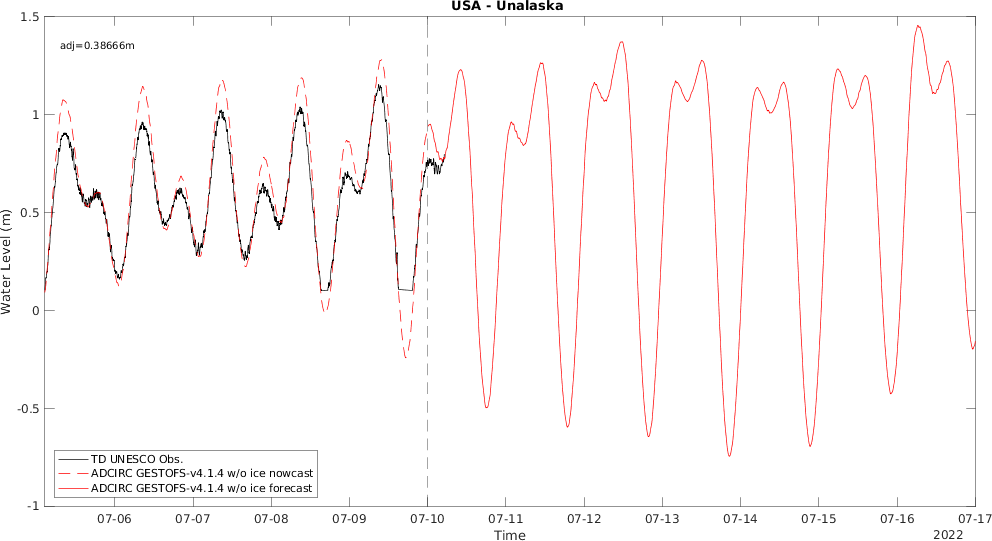 USA - Unalaska
adj=0.38666m
1.5
1
0.5
0
-0.5
-1
Water Level (m)
TD UNESCO Obs.
ADCIRC GESTOFS-v4.1.4 w/o ice nowcast
ADCIRC GESTOFS-v4.1.4 w/o ice forecast
07-06 07-07 07-08 07-09 07-10 07-11 07-12 07-13 07-14 07-15 07-16 07-17
Time
2022